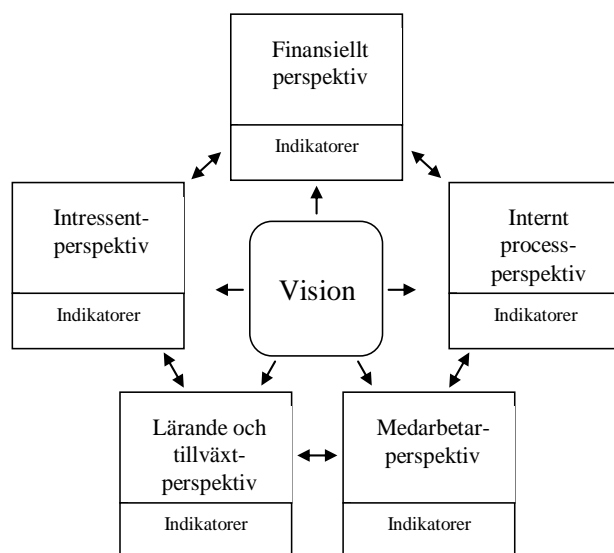 Finansiellt
perspektiv
Indikatorer
Intressent-
perspektiv
Indikatorer
Internt
process-
perspektiv
Indikatorer
Vision
Lärande och
tillväxt-
perspektiv
Indikatorer
Medarbetar-
perspektiv
Indikatorer